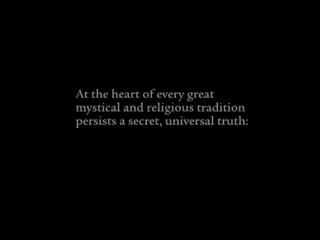 At the heart of every great
mystical and religious tradition
persists a secret, universal truth: